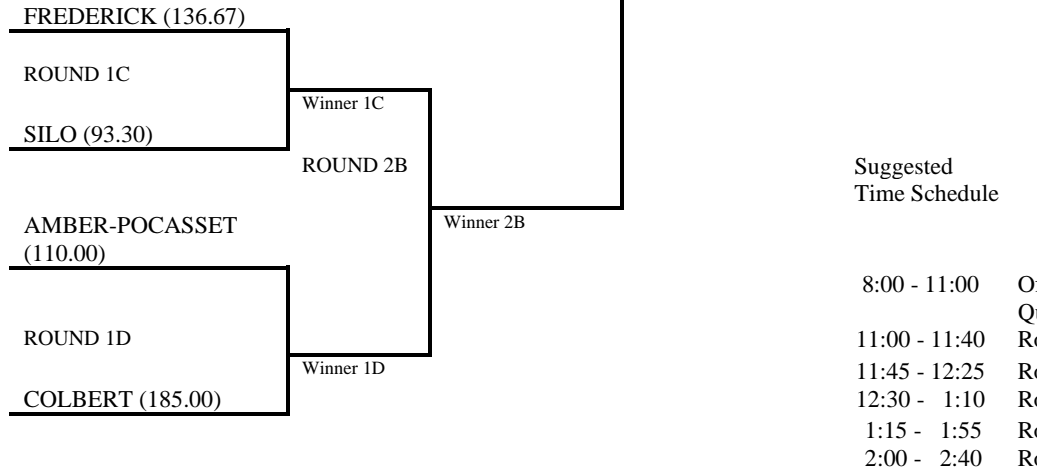 FREDERICK (136.67)
ROUND 1C
Winner 1C
SILO (93.30)
ROUND 2B
AMBER-POCASSET
(110.00)
Winner 2B
ROUND 1D
Winner 1D
COLBERT (185.00)
Suggested
Time Schedule
8:00 - 11:00
11:00 - 11:40
11:45 - 12:25
12:30 - 1:10
1:15 - 1:55
2:00 - 2:40